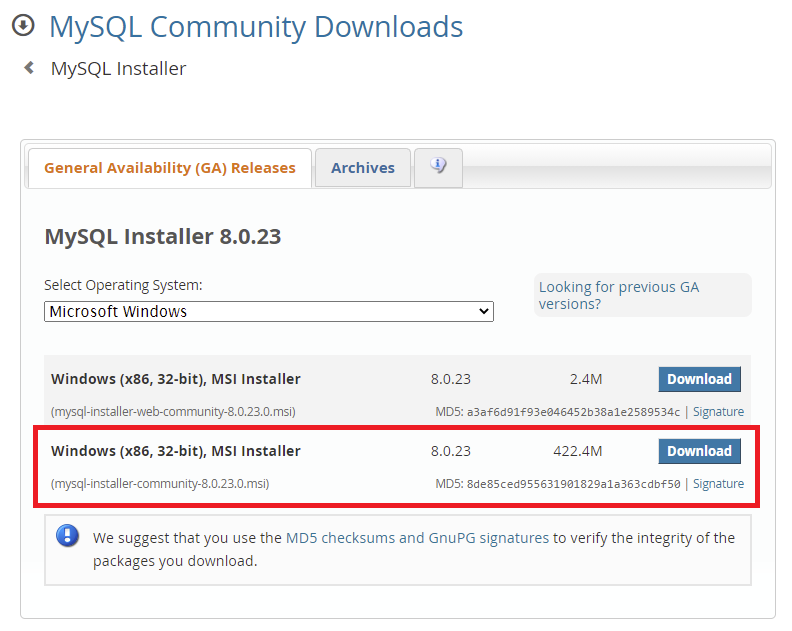 MySQL Community Downloads
MySQL Installer
General Availability (GA) Releases
Archives
MySQL Installer 8.0.23
Select Operating System:
Microsoft Windows
Looking for previous GA
versions?
Windows (x86, 32-bit), MSI Installer 8.0.23 2.4M Download
(mysql-installer-web-community-8.0.23.0.msi) MD5: a3af6d91f93e046452b38a1e2589534c | Signature
Windows (x86, 32-bit), MSI Installer 8.0.23 422.4M Download
(mysql-installer-community-8.0.23.0.msi) MD5: 8de85ced955631901829a1a363cdbf50 | Signature
We suggest that you use the MD5 checksums and GnuPG signatures to verify the integrity of the
packages you download.